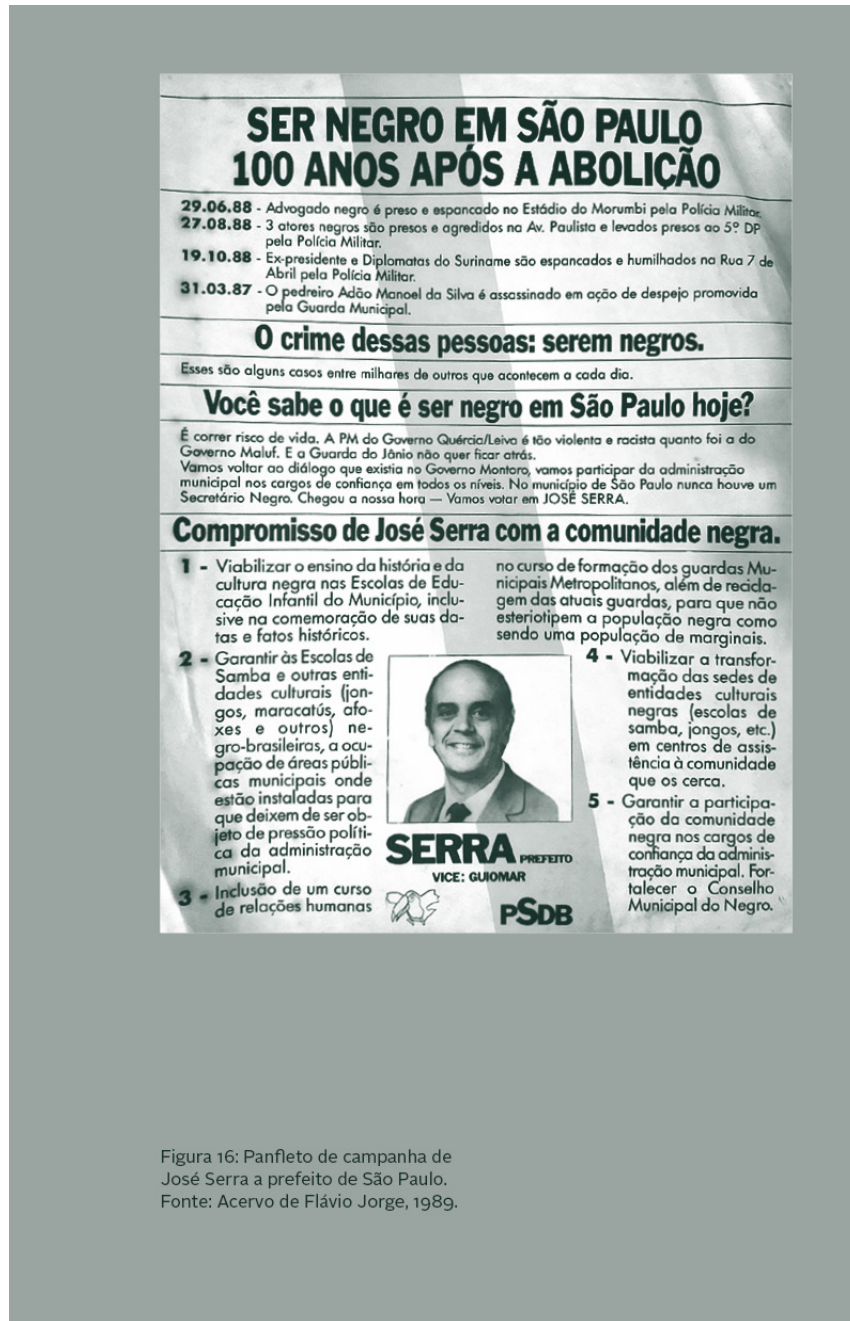 SER NEGRO EM SÃO PAULO
100 ANOS APÓS A ABOLIÇÃO
29.06.88 - Advogado negro é preso e espancado no Estádio do Morumbi pela Polícia Militar.
27.08.88 - 3 atores negros são presos e agredidos na Av. Paulista e levados presos ao 5º DP
pela Polícia Militar.
19.10.88 - Ex-presidente e Diplomatas do Suriname são espancados e humilhados na Rua 7 de
Abril pela Polícia Militar.
31.03.87 - O pedreiro Adão Manoel da Silva é assassinado em ação de despejo promovida
pela Guarda Municipal.
O crime dessas pessoas: serem negros.
Esses são alguns casos entre milhares de outros que acontecem a cada dia.
Você sabe o que é ser negro em São Paulo hoje?
É correr risco de vida. A PM do Governo Quércia/Leiva é tão violenta e racista quanto foi a do
Governo Maluf. E a Guarda do Jânio não quer ficar atrás.
Vamos voltar ao diálogo que existia no Governo Montoro, vamos participar da administração
municipal nos cargos de confiança em todos os níveis. No município de São Paulo nunca houve um
Secretário Negro. Chegou a nossa hora — Vamos votar em JOSÉ SERRA.
Compromisso de José Serra com a comunidade negra.
1 - Viabilizar o ensino da história e da
cultura negra nas Escolas de Edu-
cação Infantil do Município, inclu-
sive na comemoração de suas da-
tas e fatos históricos.
2 - Garantir às Escolas de
Samba e outras enti-
dades culturais (jon-
gos, maracatús, afo-
xes e outros) ne-
gro-brasileiras, a ocu-
pação de áreas públi-
cas municipais onde
estão instaladas para
que deixem de ser ob-
jeto de pressão políti-
ca da administração
municipal.
3 - Inclusão de um curso
de relações humanas
no curso de formação dos guardas Mu-
nicipais Metropolitanos, além de recicla-
gem das atuais guardas, para que não
esteriotipem a população negra como
sendo uma população de marginais.
4 - Viabilizar a transfor-
mação das sedes de
entidades culturais
negras (escolas de
samba, jongos, etc.)
em centros de assis-
tência à comunidade
que os cerca.
5 - Garantir a participa-
ção da comunidade
negra nos cargos de
confiança da adminis-
tração municipal. For-
talecer o Conselho
Municipal do Negro.
SERRA PREFEITO
VICE: GUIOMAR
PSDB
Figura 16: Panfleto de campanha de
José Serra a prefeito de São Paulo.
Fonte: Acervo de Flávio Jorge, 1989.